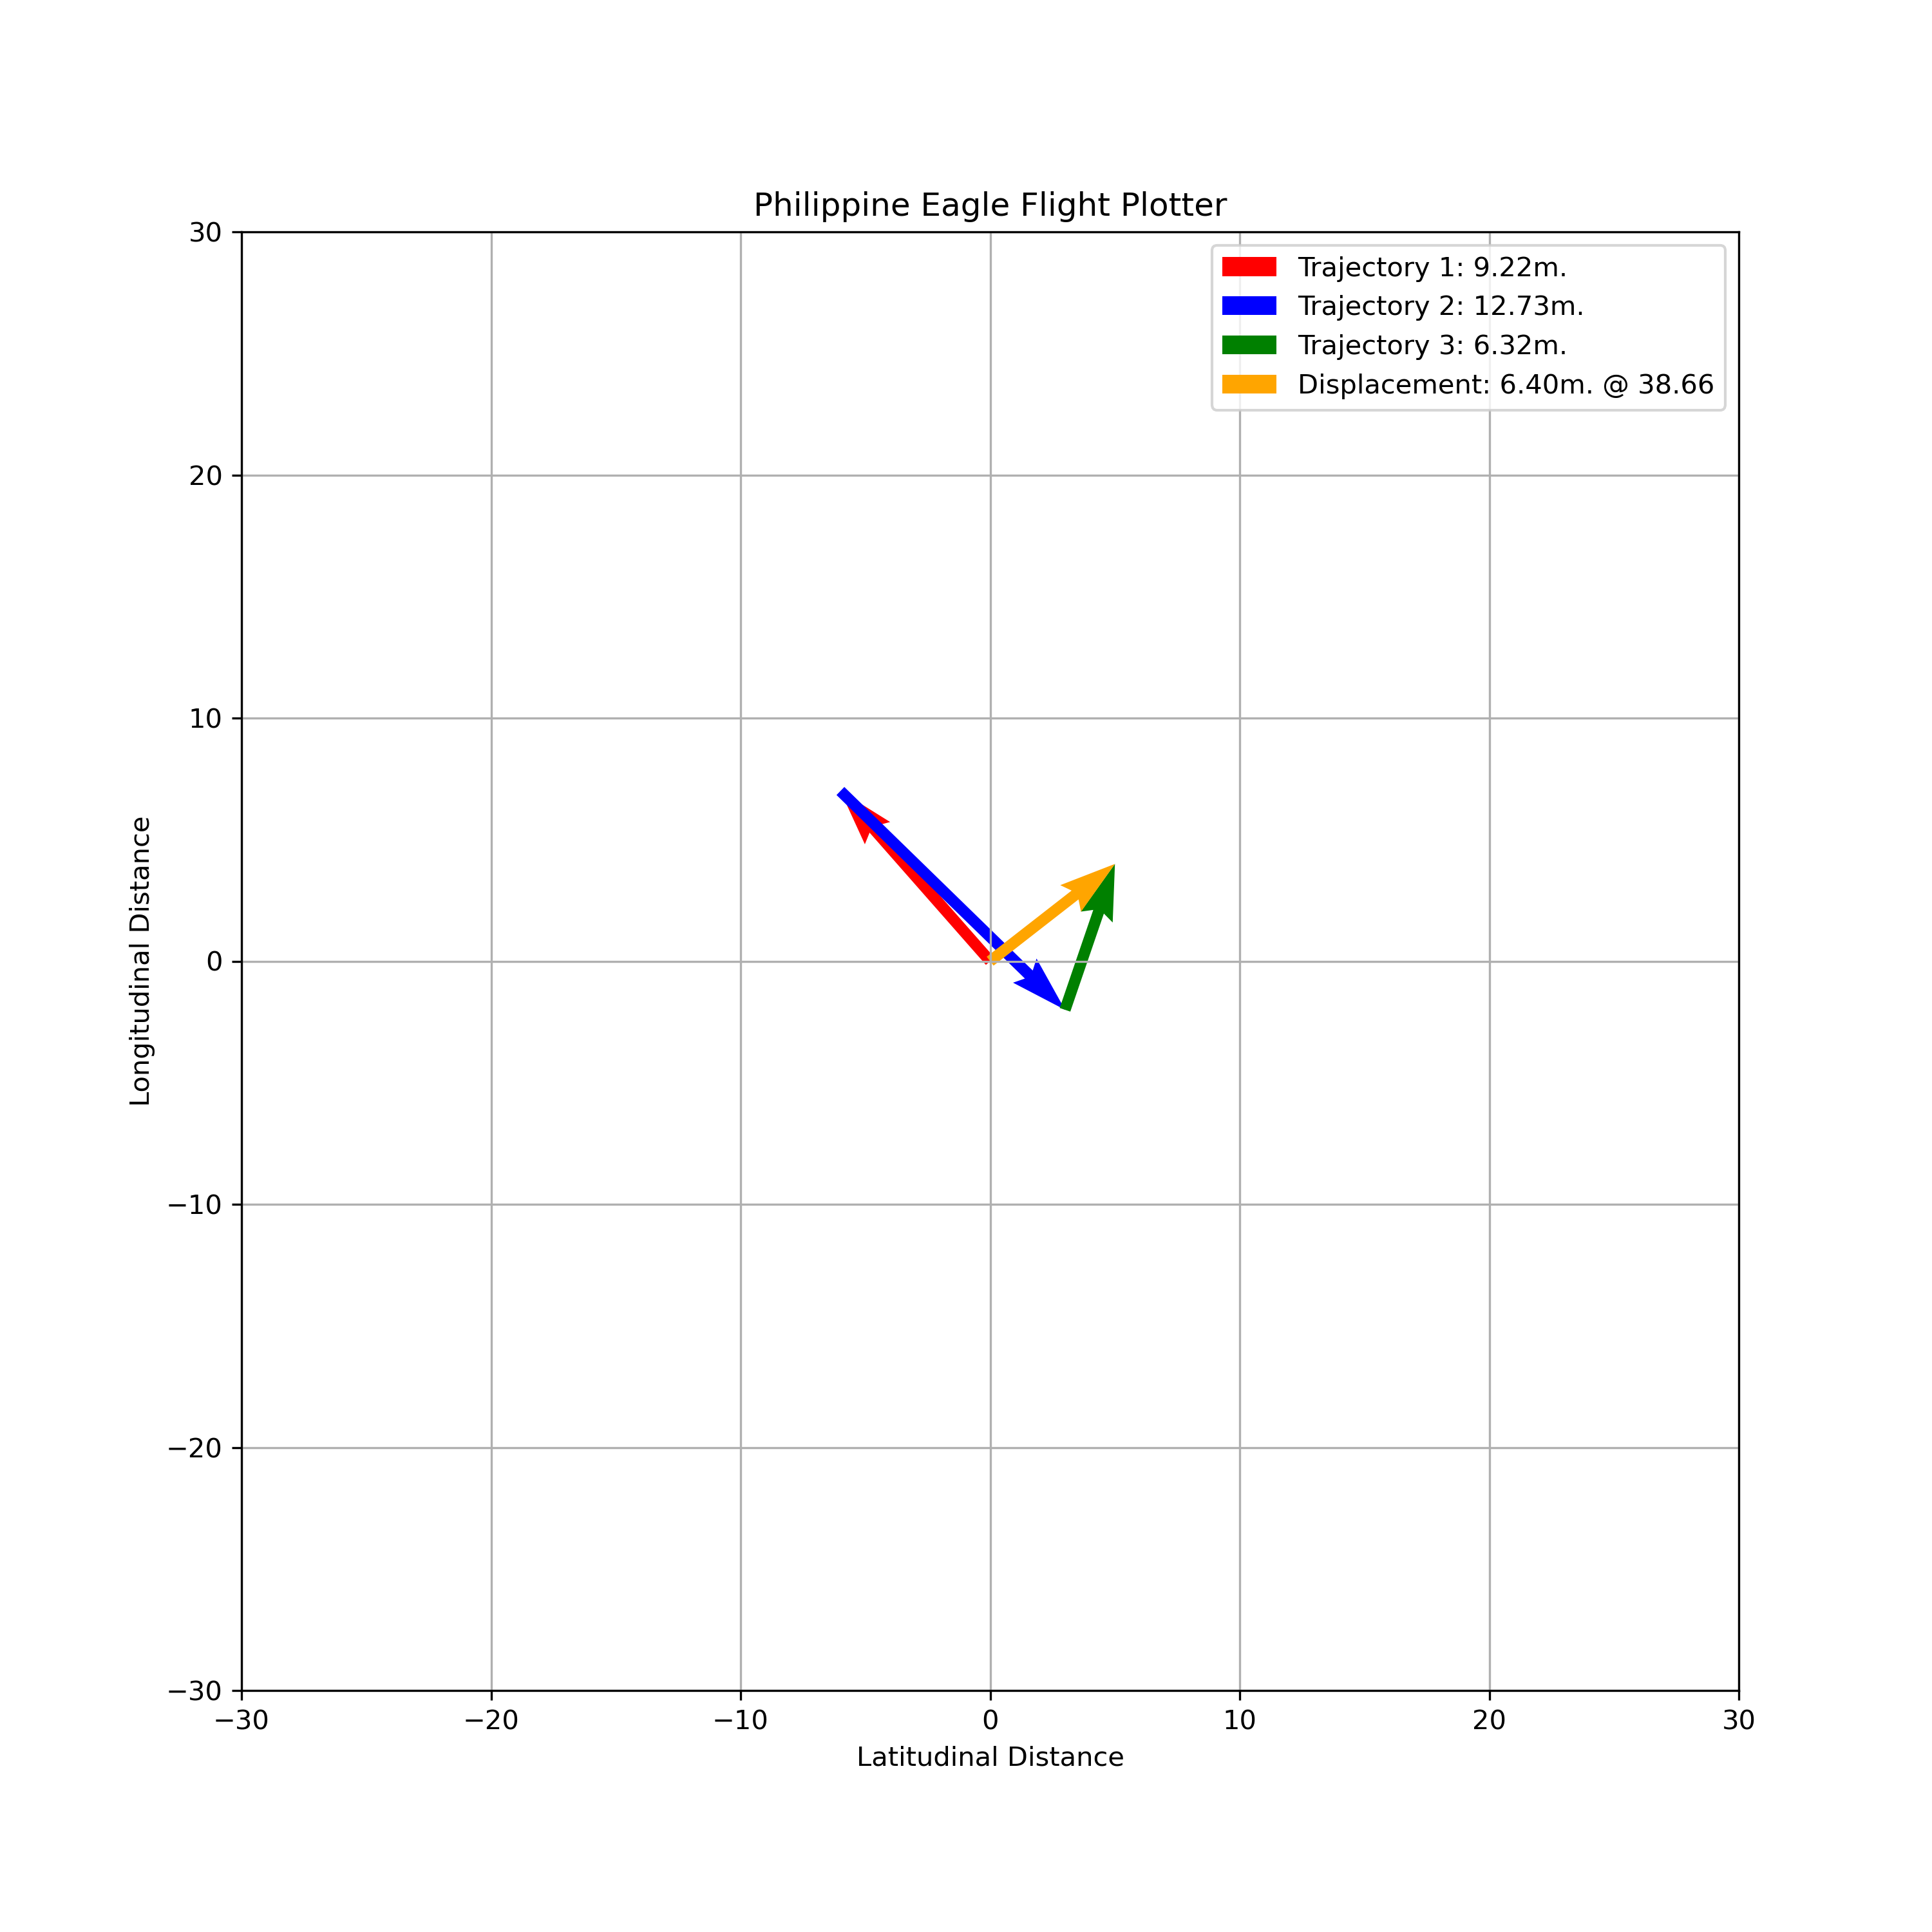 Philippine Eagle Flight Plotter
Trajectory 1: 9.22m.
Trajectory 2: 12.73m.
Trajectory 3: 6.32m.
Displacement: 6.40m. @ 38.66
30
20
10
0
−10
−20
−30
Longitudinal Distance
−30 −20 −10 0 10 20 30
Latitudinal Distance